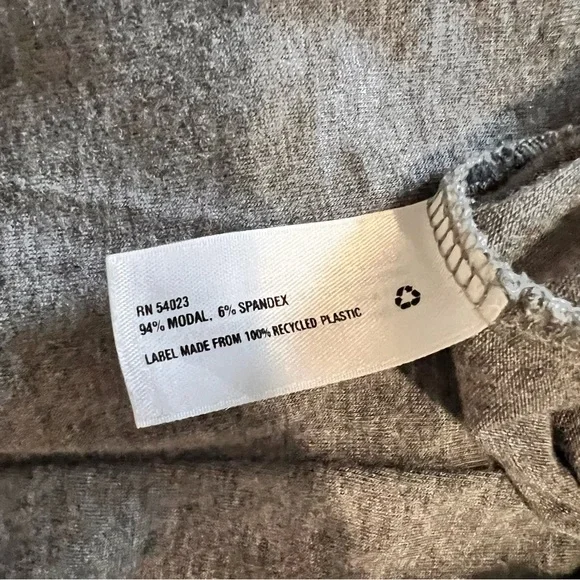 RN 54023
94% MODAL, 6% SPANDEX
LABEL MADE FROM 100% RECYCLED PLASTIC